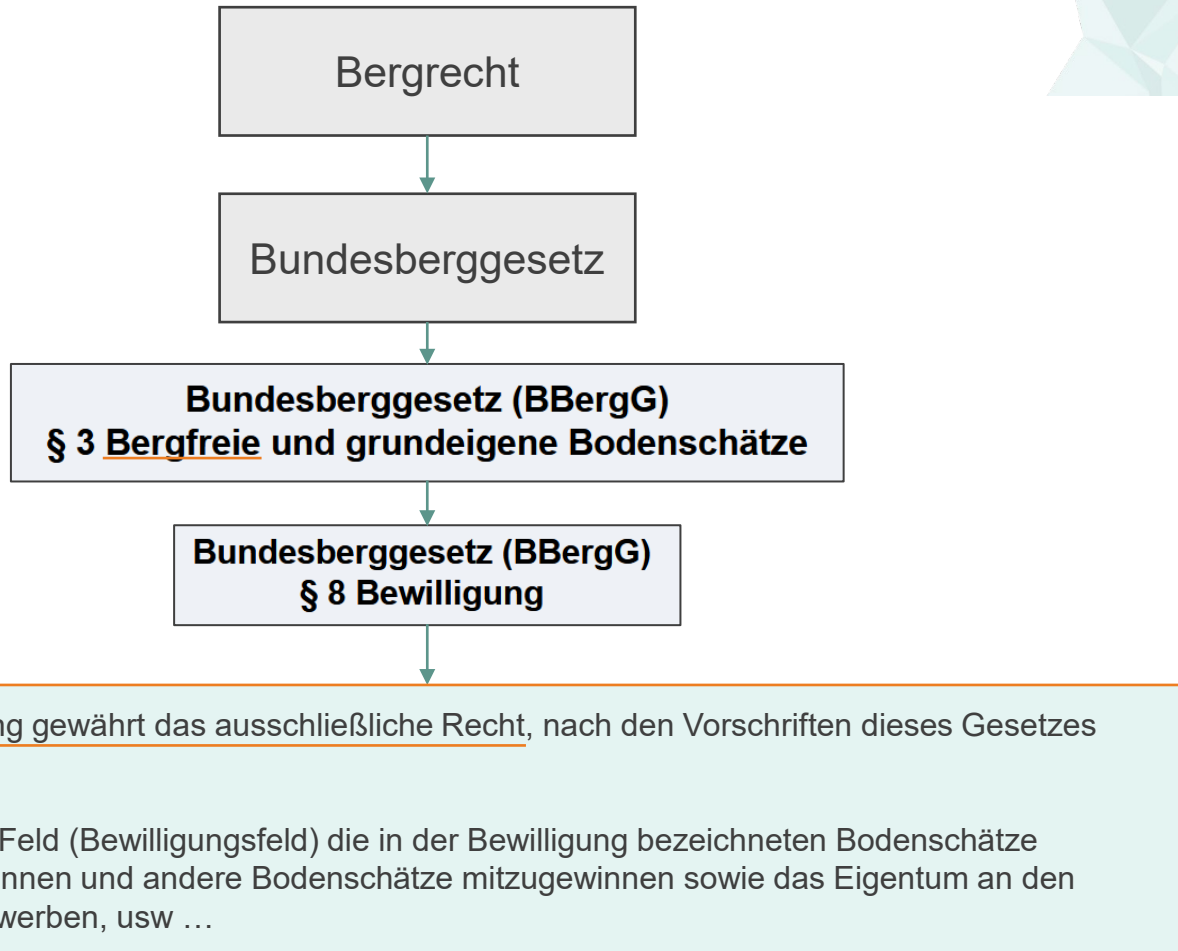 Bergrecht
Bundesberggesetz
Bundesberggesetz (BBergG)
§ 3 Bergfreie und grundeigene Bodenschätze
Bundesberggesetz (BBergG)
§ 8 Bewilligung
ng gewährt das ausschließliche Recht, nach den Vorschriften dieses Gesetzes
Feld (Bewilligungsfeld) die in der Bewilligung bezeichneten Bodenschätze
innen und andere Bodenschätze mitzugewinnen sowie das Eigentum an den
werben, usw …